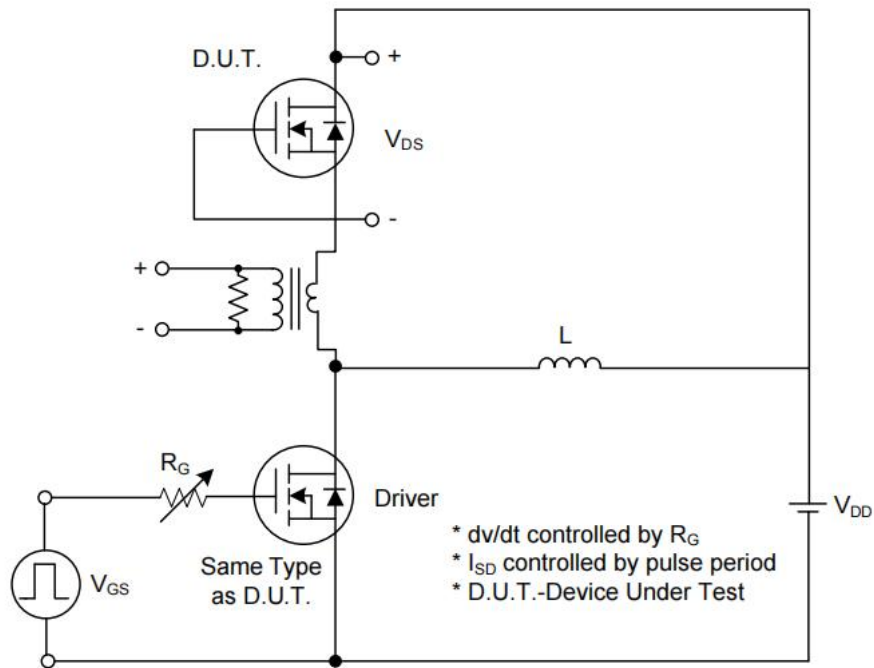 D.U.T.
+
V_DS
-
+
-
L
R_G
Driver
V_DD
V_GS
Same Type
as D.U.T.
* dv/dt controlled by R_G
* I_SD controlled by pulse period
* D.U.T.-Device Under Test